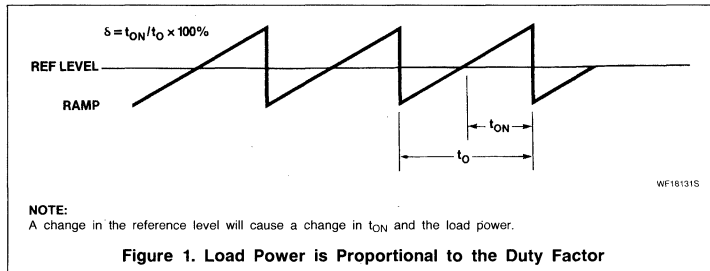 δ = tON/tO × 100%
REF LEVEL
RAMP
tON
tO
WF18131S
NOTE:
A change in the reference level will cause a change in tON and the load power.
Figure 1. Load Power is Proportional to the Duty Factor